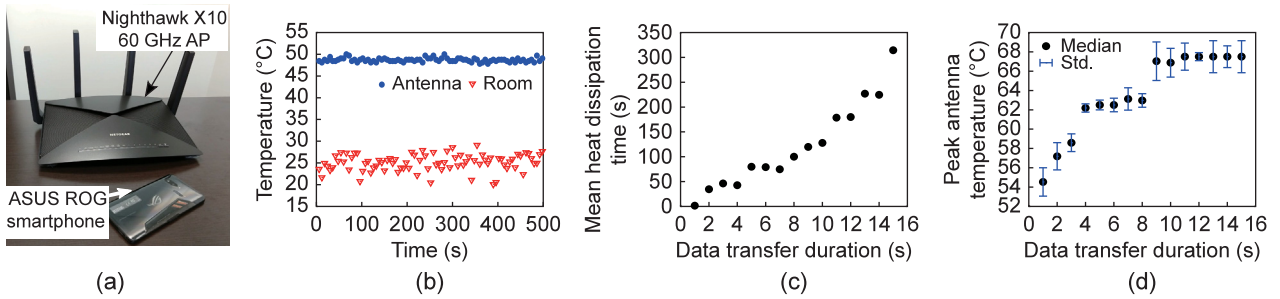 Nighthawk X10
60 GHz AP
NETGEAR
ASUS ROG
smartphone
(a)
Temperature (°C)
55
50
45
40
35
30
25
20
15
Antenna
Room
0 100 200 300 400 500
Time (s)
(b)
Mean heat dissipation
time (s)
350
300
250
200
150
100
50
0
0 2 4 6 8 10 12 14 16
Data transfer duration (s)
(c)
Peak antenna
temperature (°C)
70
68
66
64
62
60
58
56
54
52
Median
Std.
0 2 4 6 8 10 12 14 16
Data transfer duration (s)
(d)